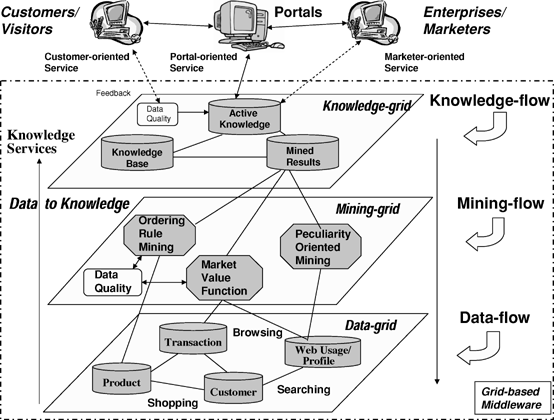 Customers/
Visitors
Portals
Enterprises/
Marketers
Customer-oriented
Service
Portal-oriented
Service
Marketer-oriented
Service
Feedback
Data
Quality
Active
Knowledge
Knowledge-grid
Knowledge-flow
Knowledge
Services
Knowledge
Base
Mined
Results
Data to Knowledge
Ordering
Rule
Mining
Mining-grid
Mining-flow
Peculiarity
Oriented
Mining
Data
Quality
Market
Value
Function
Data-grid
Data-flow
Transaction
Browsing
Web Usage/
Profile
Product
Customer
Searching
Shopping
Grid-based
Middleware